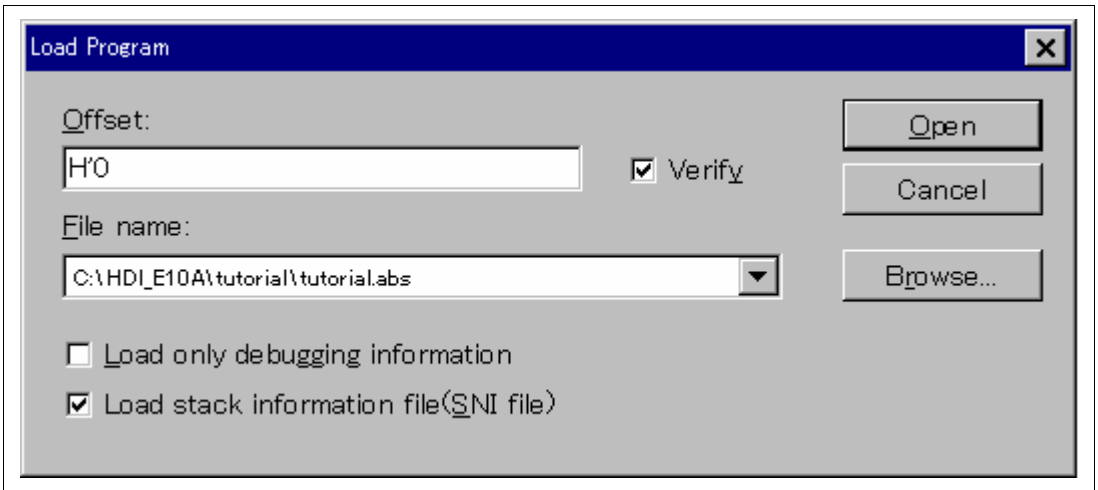 Load Program
Offset:
H'0
Verify
Open
Cancel
File name:
C:\HDI_E10A\tutorial\tutorial.abs
Browse...
Load only debugging information
Load stack information file(SNI file)